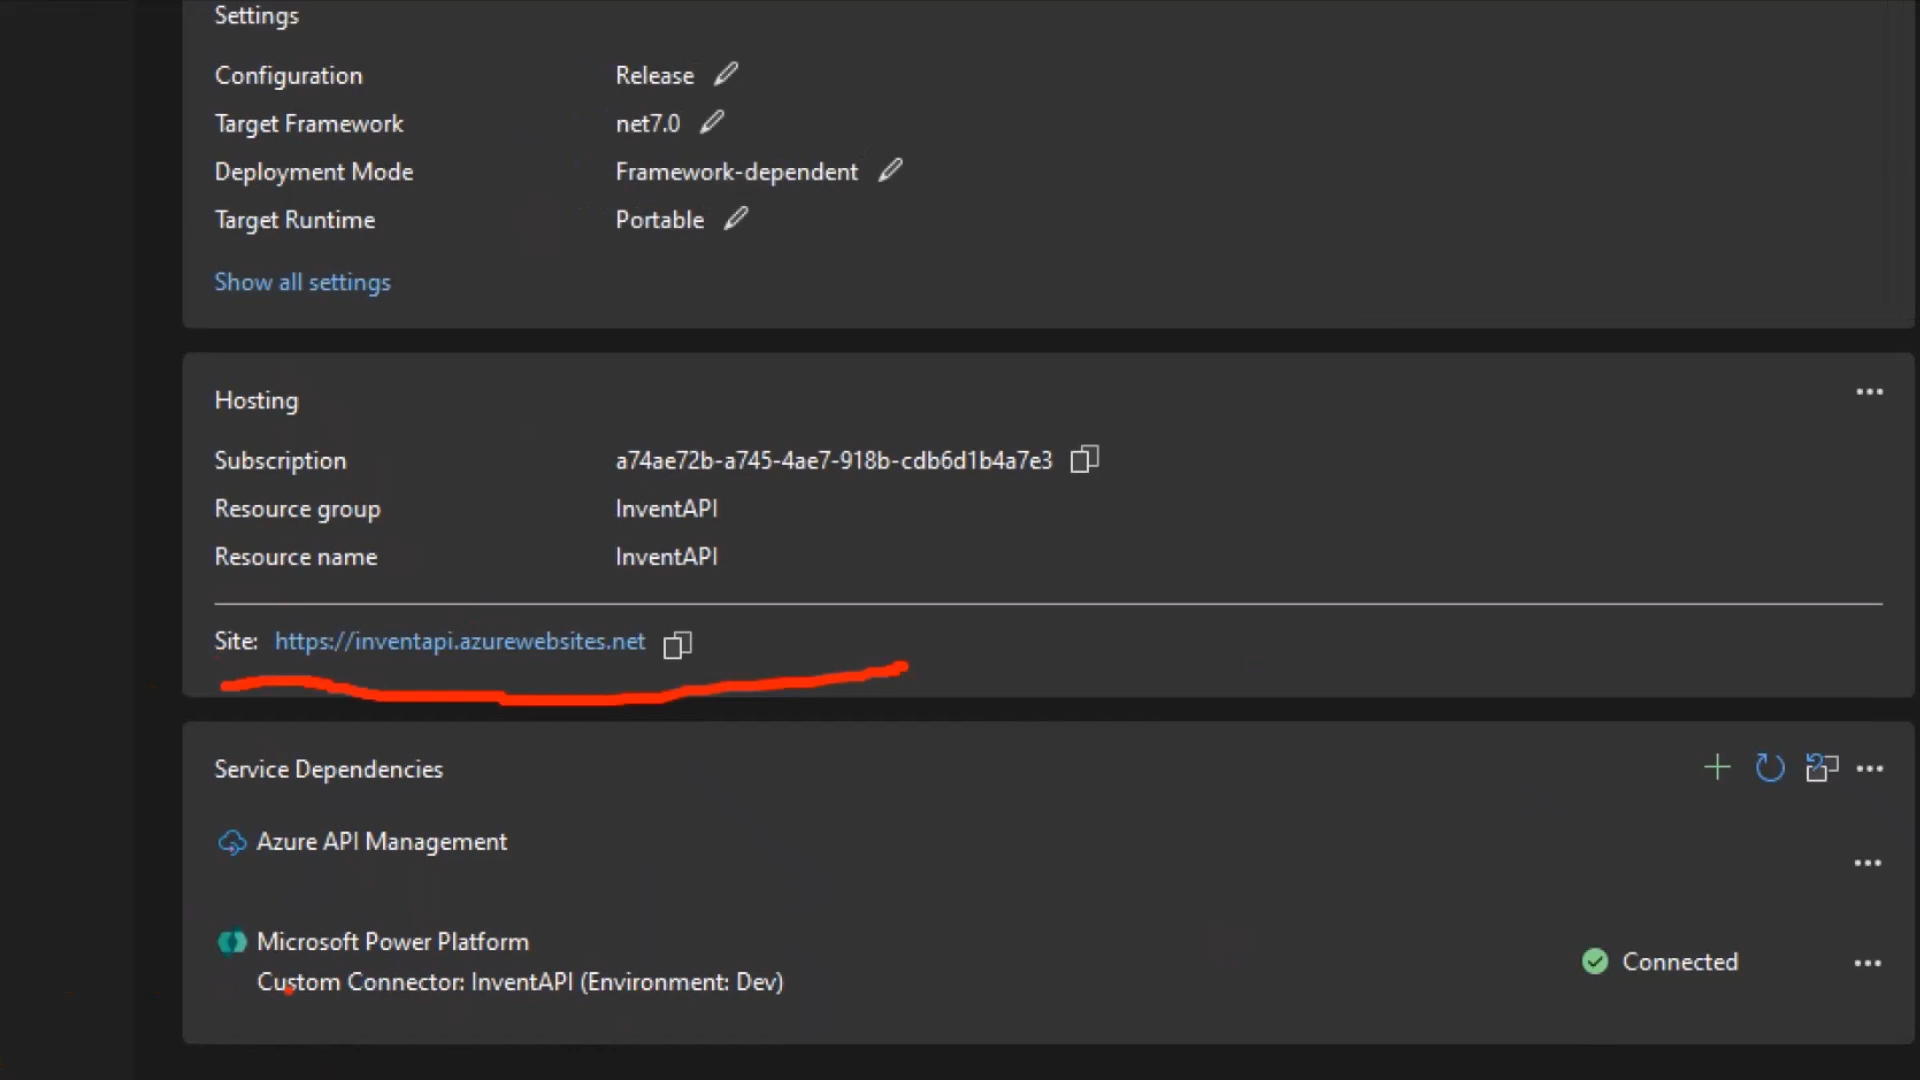 Settings
Configuration Release
Target Framework net7.0
Deployment Mode Framework-dependent
Target Runtime Portable
Show all settings
Hosting
Subscription a74ae72b-a745-4ae7-918b-cdb6d1b4a7e3
Resource group InventAPI
Resource name InventAPI
Site: https://inventapi.azurewebsites.net
Service Dependencies
Azure API Management
Microsoft Power Platform
Custom Connector: InventAPI (Environment: Dev)
Connected